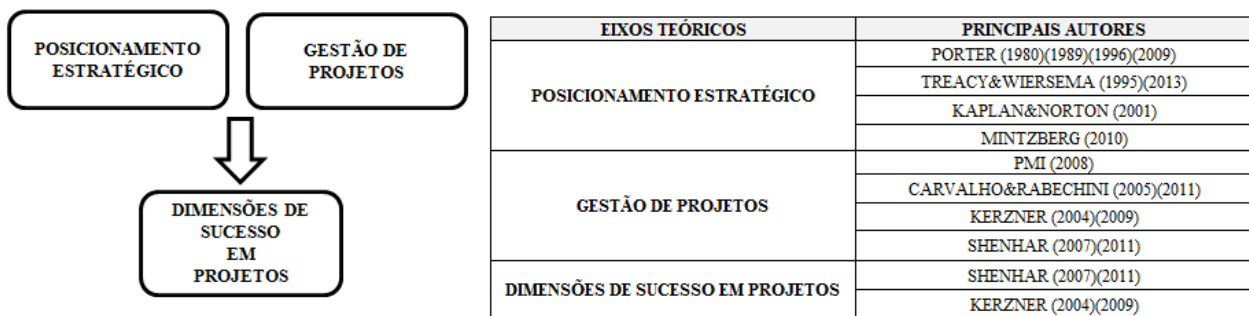 POSICIONAMENTO
ESTRATÉGICO
GESTÃO DE
PROJETOS
DIMENSÕES DE
SUCESSO
EM
PROJETOS
EIXOS TEÓRICOS
PRINCIPAIS AUTORES
POSICIONAMENTO ESTRATÉGICO
PORTER (1980)(1989)(1996)(2009)
TREACY&WIERSEMA (1995)(2013)
KAPLAN&NORTON (2001)
MINTZBERG (2010)
GESTÃO DE PROJETOS
PMI (2008)
CARVALHO&RABECHINI (2005)(2011)
KERZNER (2004)(2009)
SHENHAR (2007)(2011)
DIMENSÕES DE SUCESSO EM PROJETOS
SHENHAR (2007)(2011)
KERZNER (2004)(2009)